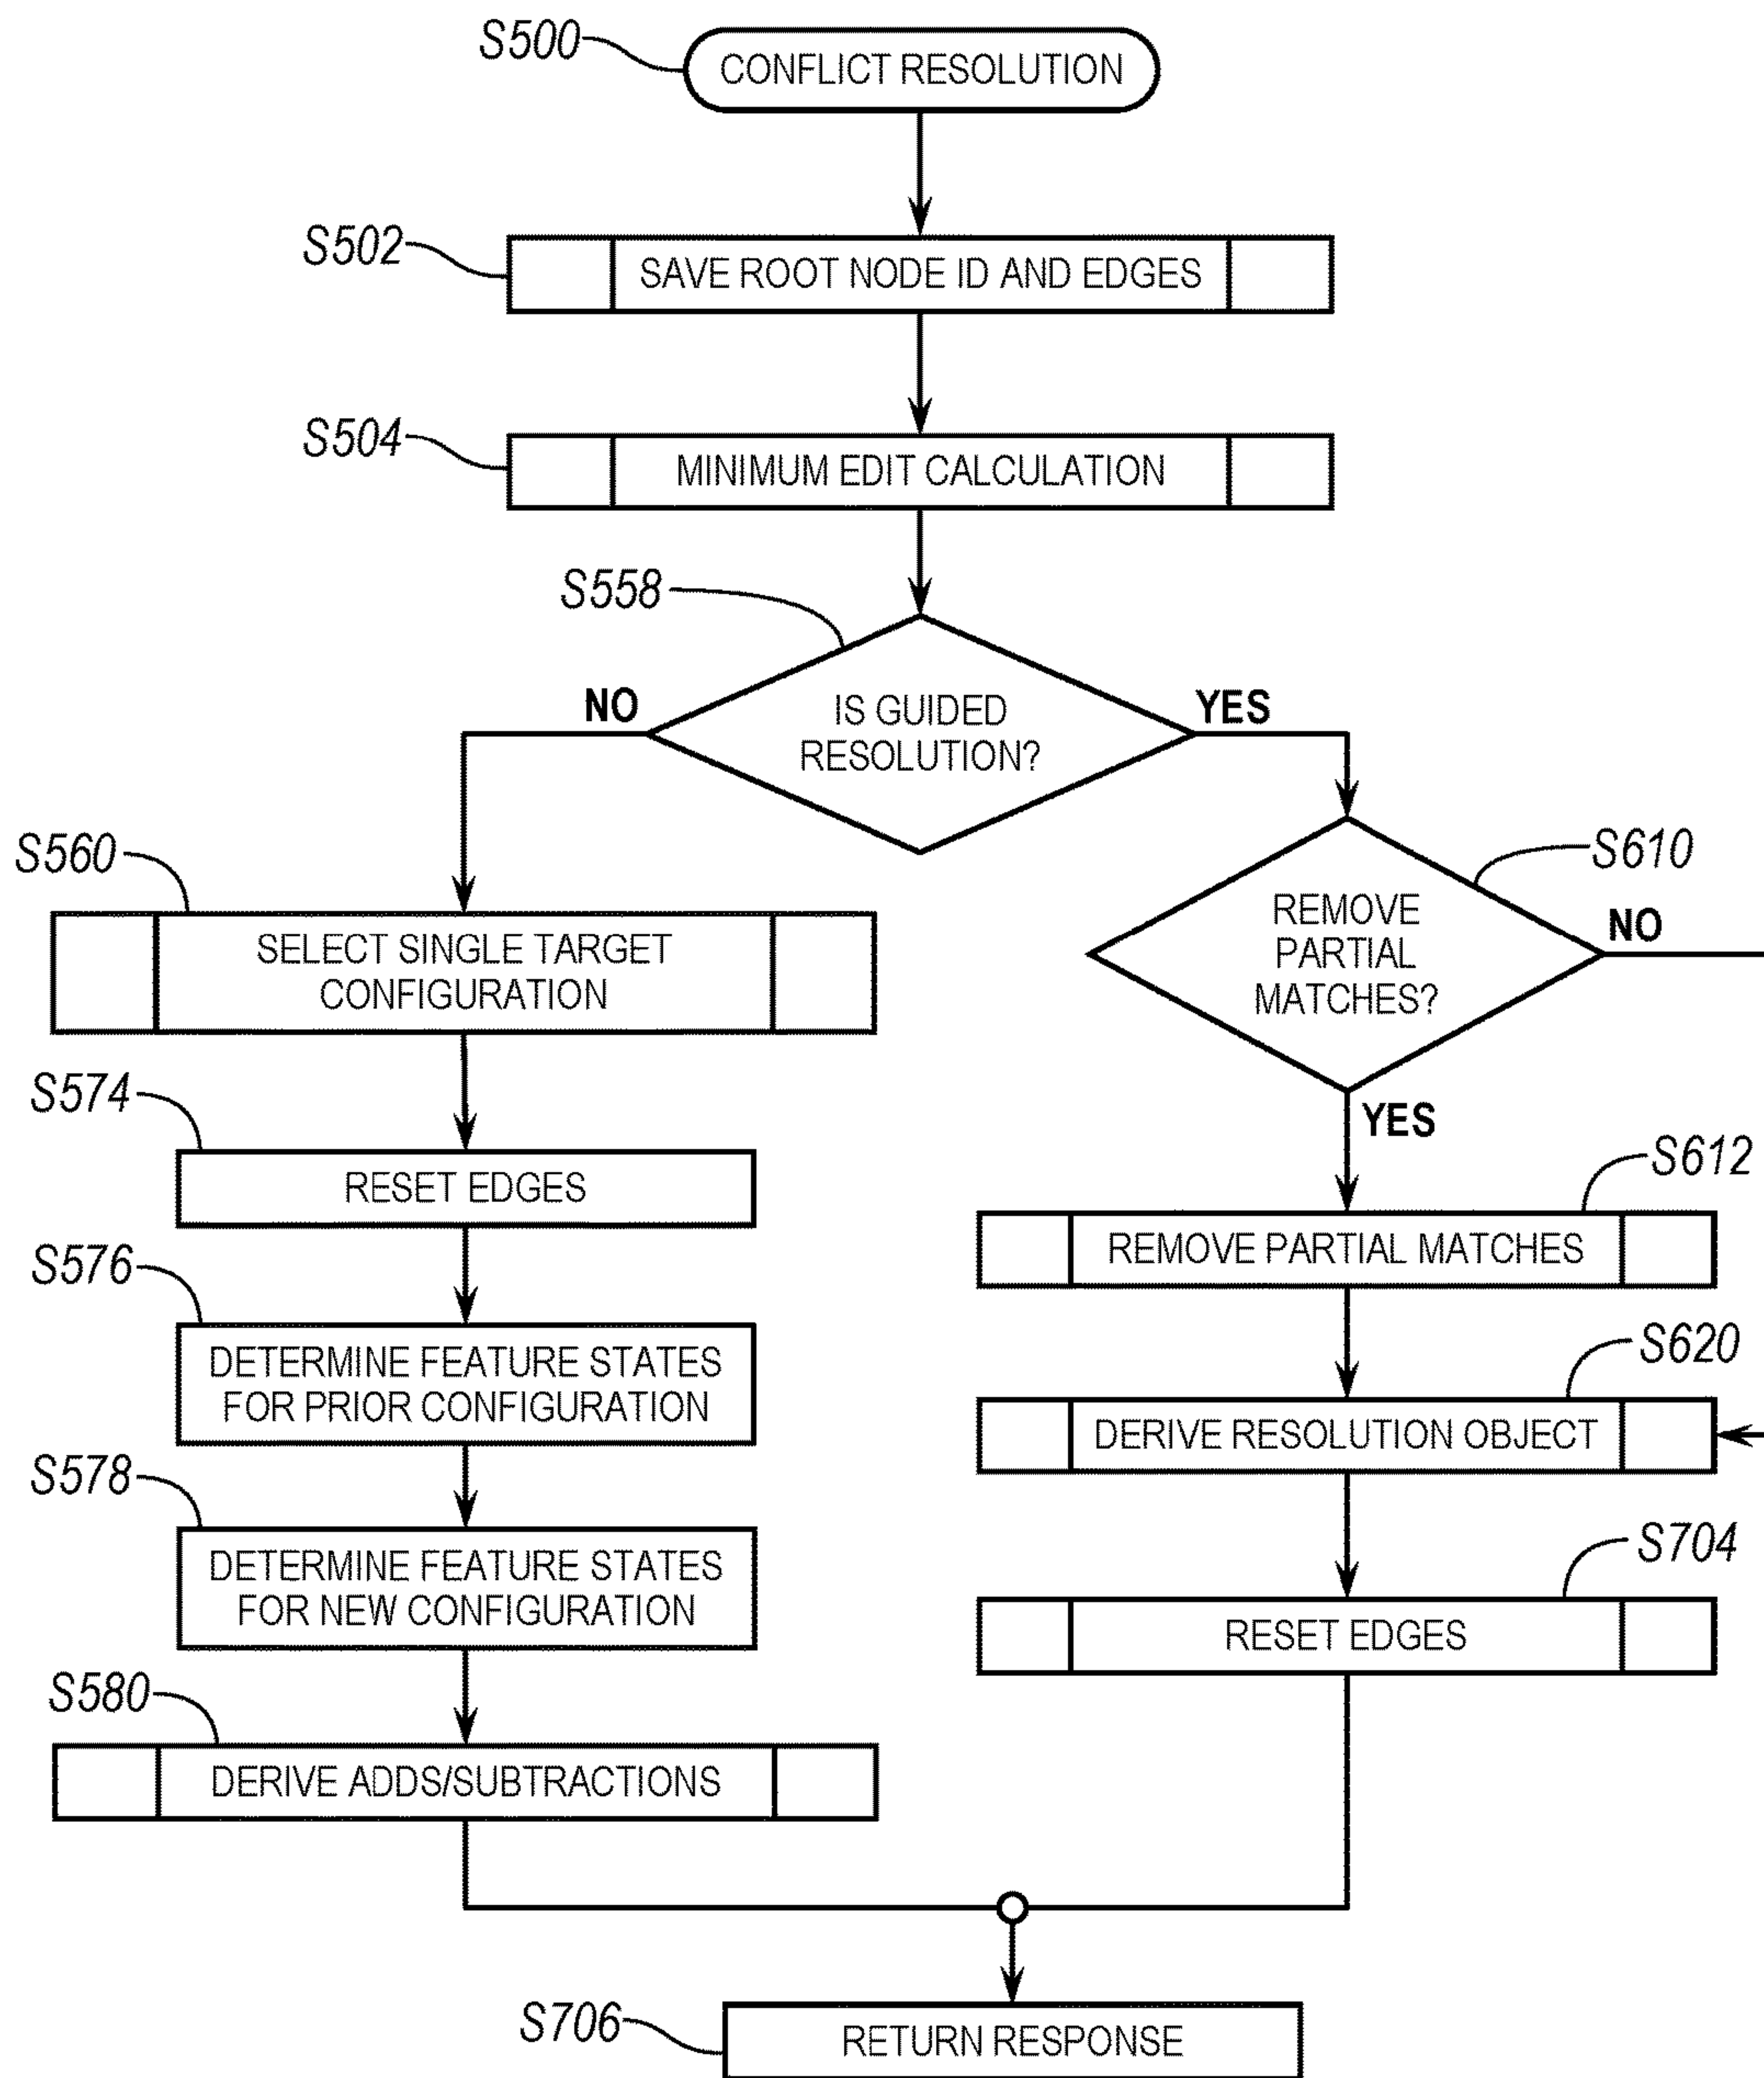 S500
CONFLICT RESOLUTION
S502
SAVE ROOT NODE ID AND EDGES
S504
MINIMUM EDIT CALCULATION
S558
NO
IS GUIDED
RESOLUTION?
YES
S560
SELECT SINGLE TARGET
CONFIGURATION
S610
REMOVE
PARTIAL
MATCHES?
NO
YES
S574
RESET EDGES
S612
REMOVE PARTIAL MATCHES
S576
DETERMINE FEATURE STATES
FOR PRIOR CONFIGURATION
S620
DERIVE RESOLUTION OBJECT
S578
DETERMINE FEATURE STATES
FOR NEW CONFIGURATION
S704
RESET EDGES
S580
DERIVE ADDS/SUBTRACTIONS
S706
RETURN RESPONSE